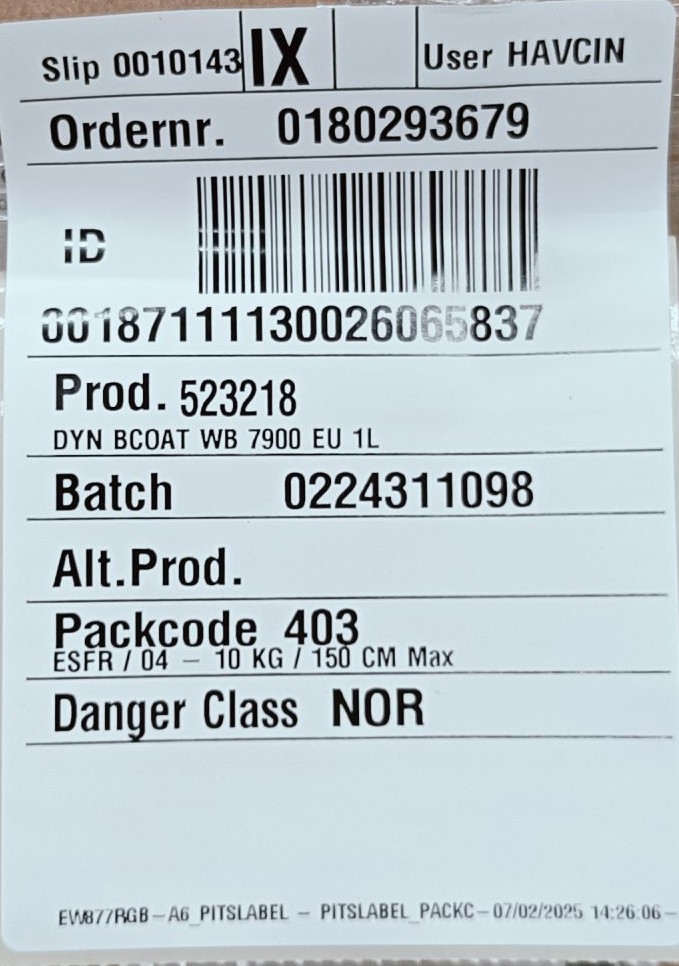 Slip 0010143 IX User HAVCIN
Ordernr. 0180293679
ID
00187111130026065837
Prod. 523218
DYN BCOAT WB 7900 EU 1L
Batch 0224311098
Alt.Prod.
Packcode 403
ESFR / 04 – 10 KG / 150 CM Max
Danger Class NOR
EW877RGB – A6_PITSLABEL – PITSLABEL_PACKC – 07/02/2025 14:26:06 –